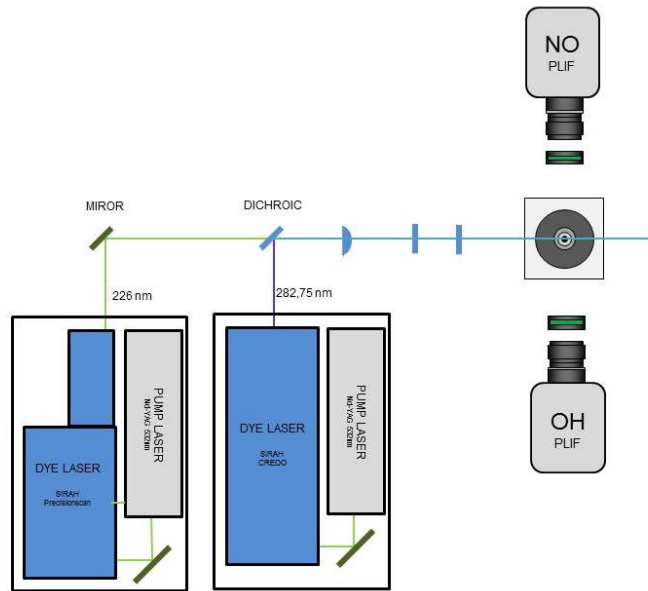 NO
PLIF
MIROR
DICHROIC
226 nm
282,75 nm
PUMP LASER
Nd-YAG 532nm
DYE LASER
SIRAH
Precisionscan
PUMP LASER
Nd-YAG 532nm
DYE LASER
SIRAH
CREDO
OH
PLIF